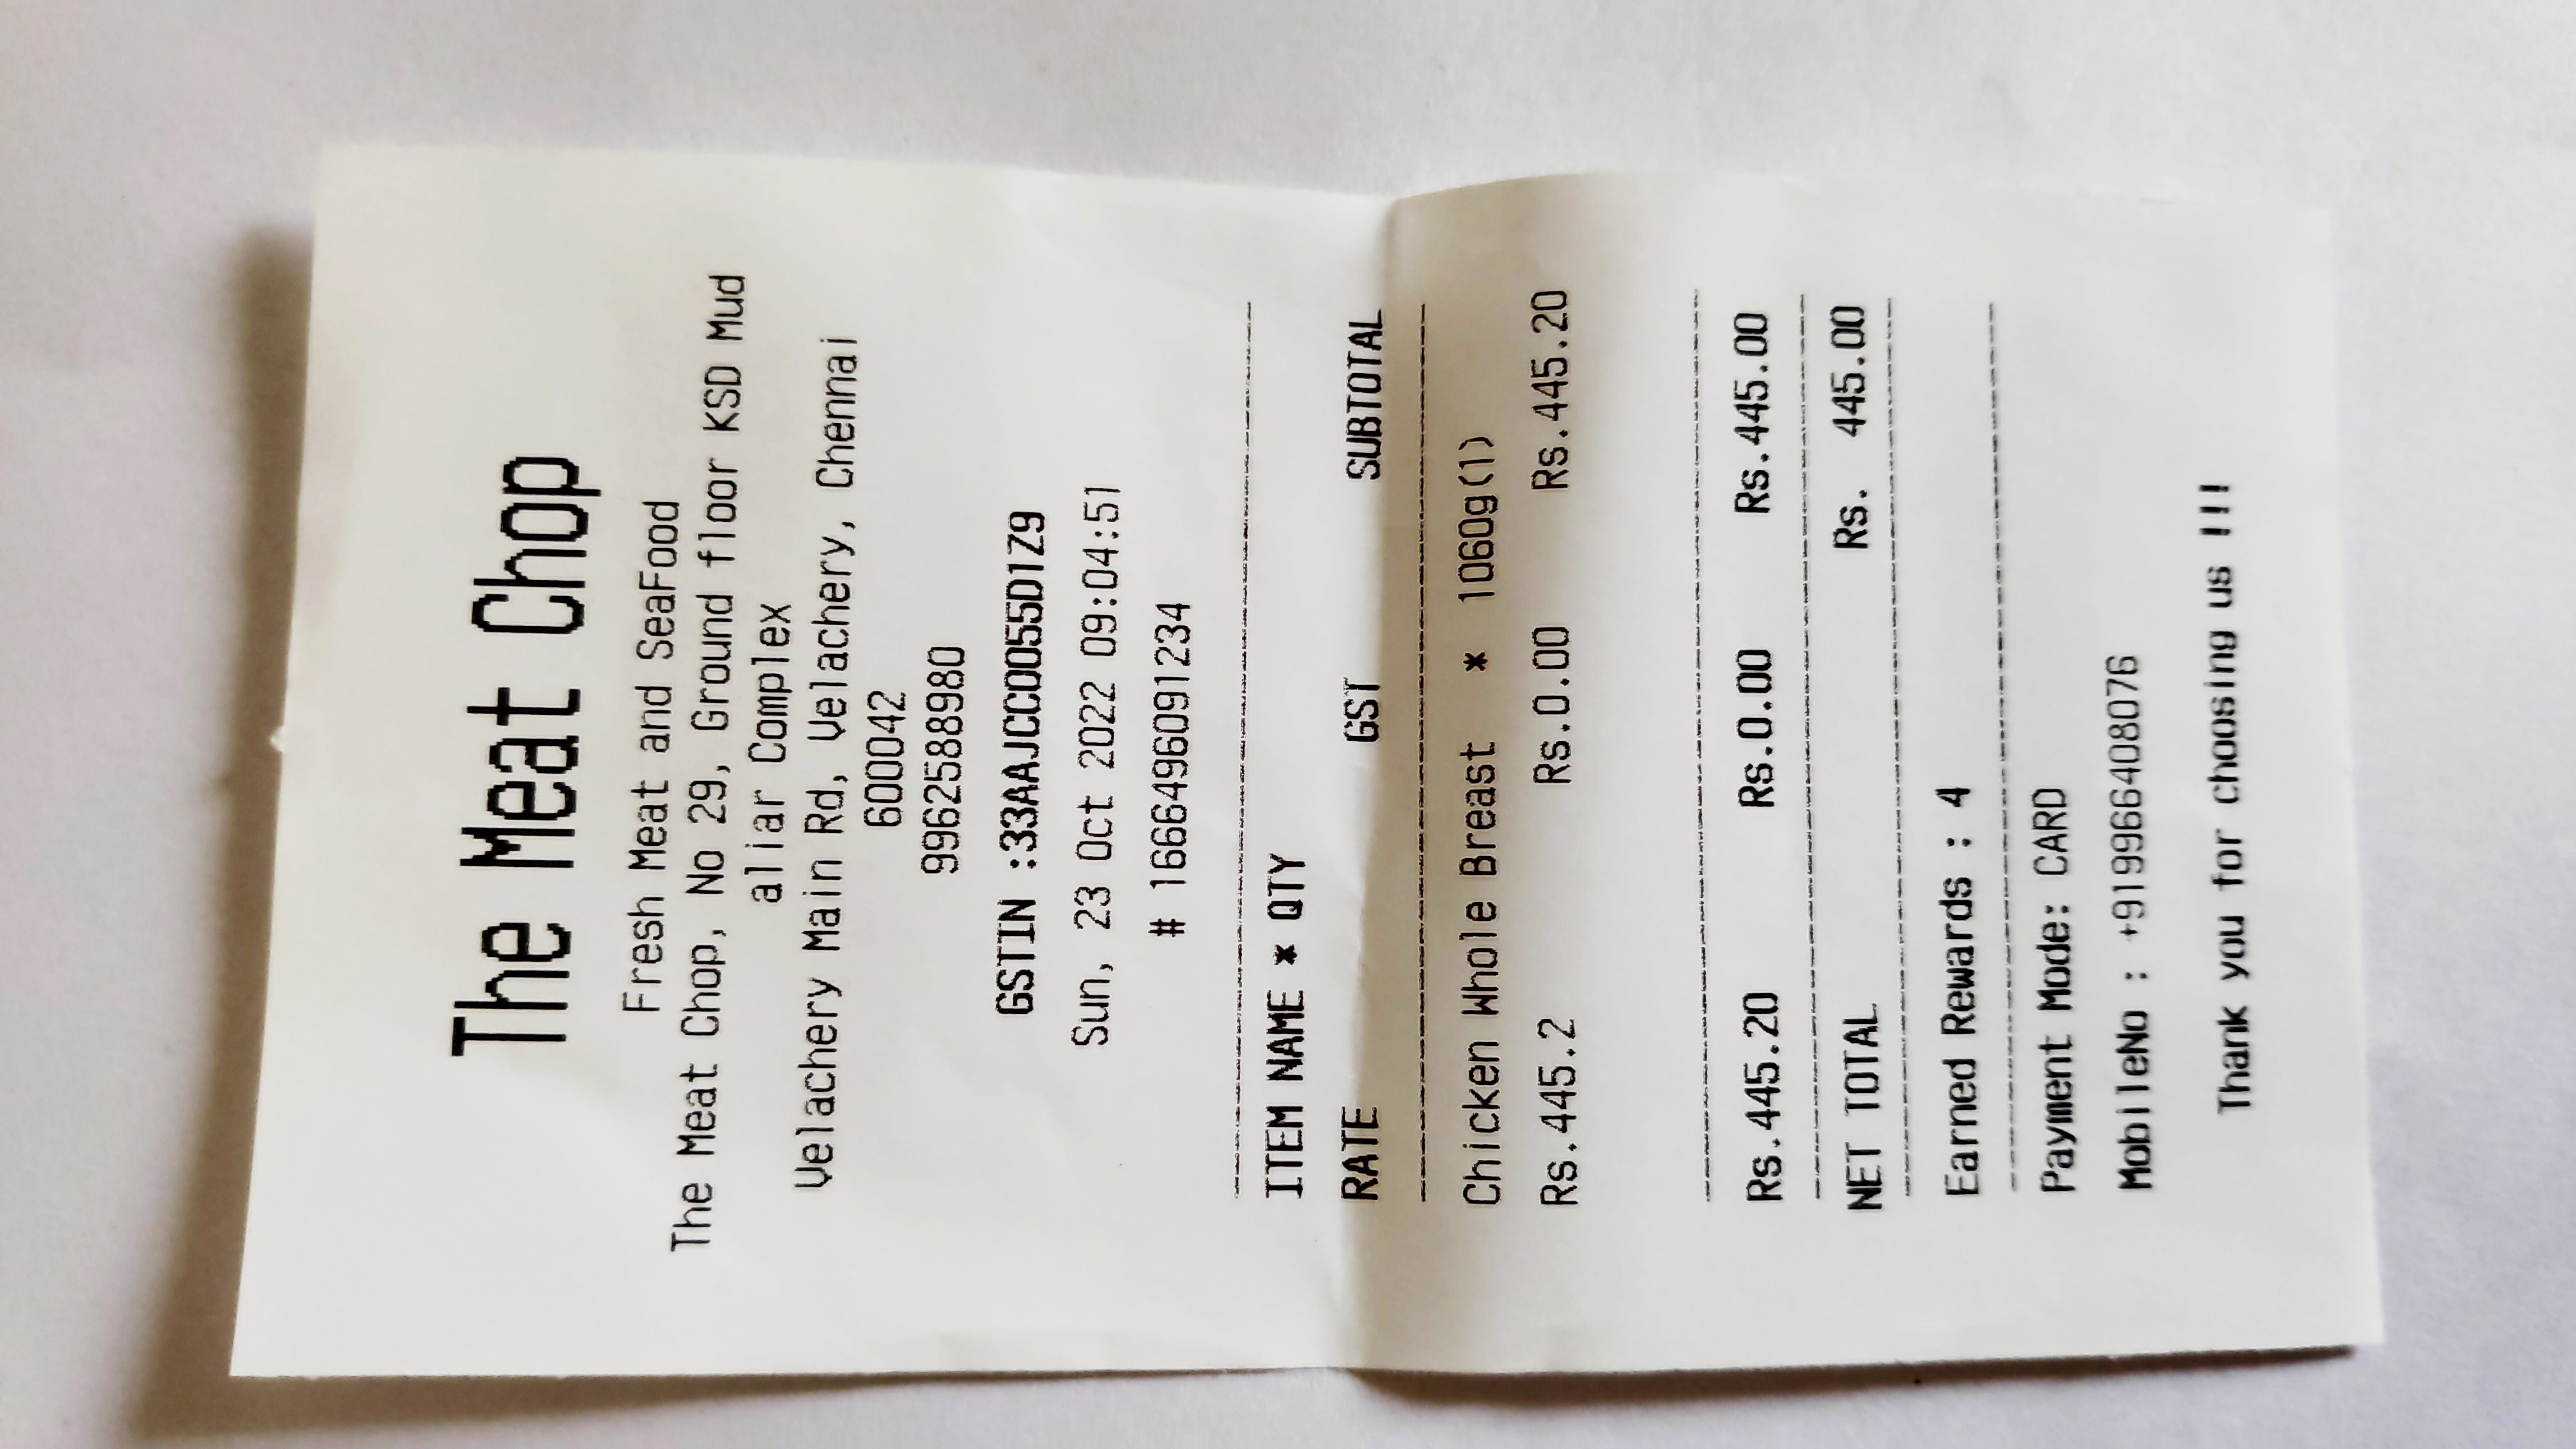 The Meat Chop
Fresh Meat and SeaFood
The Meat Chop, No 29, Ground floor KSD Mud
aliar Complex
Velachery Main Rd, Velachery, Chennai
600042
9962588980
GSTIN :33AAJCC0055D1Z9
Sun, 23 Oct 2022 09:04:51
# 1666496091234
ITEM NAME * QTY
RATE GST SUBTOTAL
Chicken Whole Breast * 1060g(1)
Rs.445.2 Rs.0.00 Rs.445.20
Rs.445.20 Rs.0.00 Rs.445.00
NET TOTAL Rs. 445.00
Earned Rewards : 4
Payment Mode: CARD
MobileNo : +919966408076
Thank you for choosing us !!!